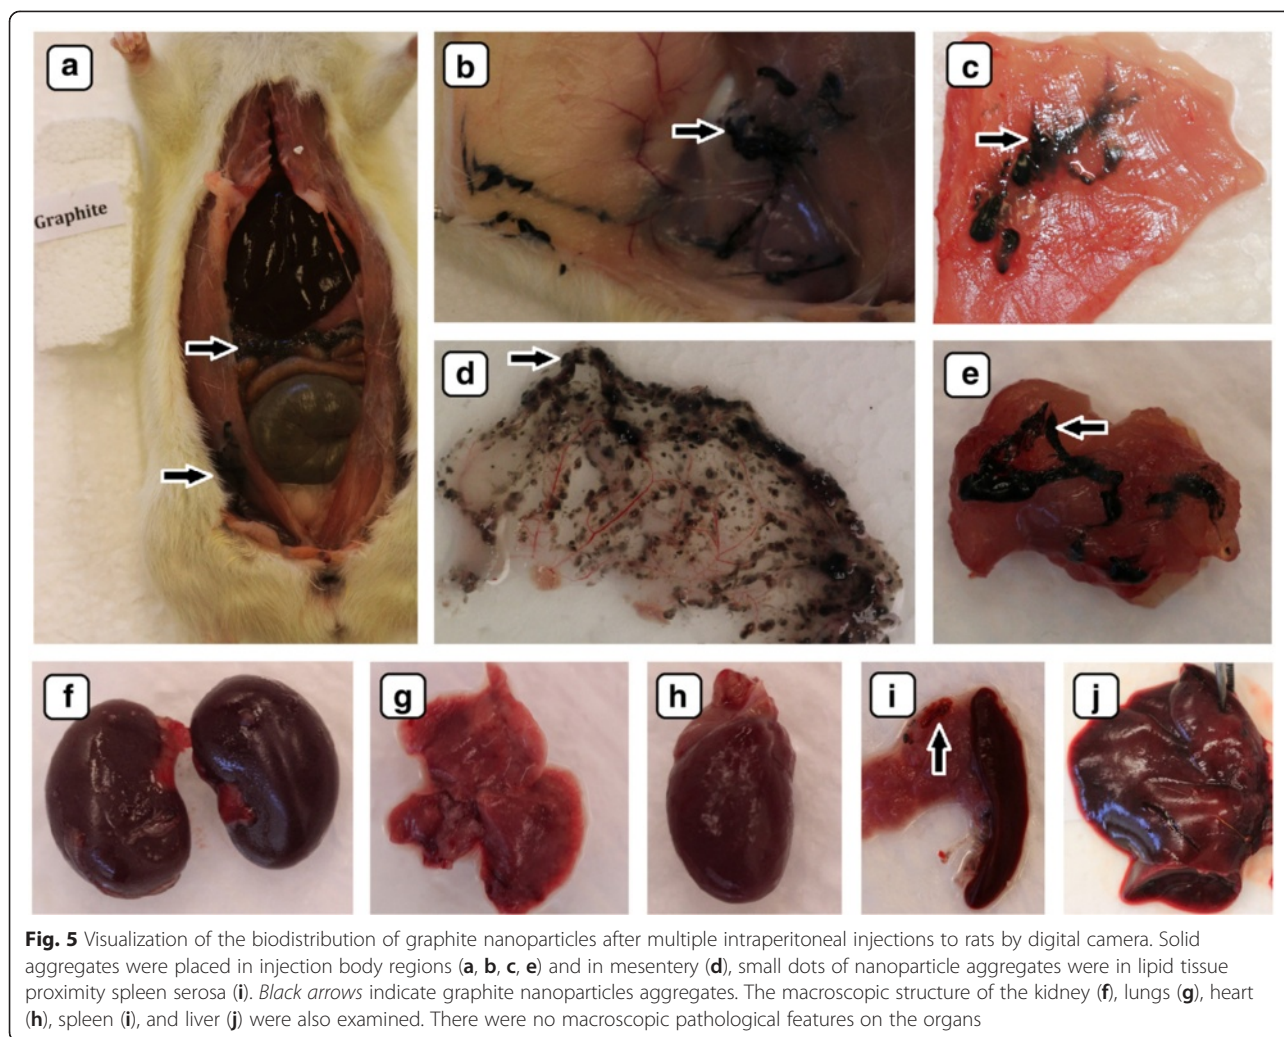 a
b
c
Graphite
d
e
f
g
h
i
j
Fig. 5 Visualization of the biodistribution of graphite nanoparticles after multiple intraperitoneal injections to rats by digital camera. Solid
aggregates were placed in injection body regions (a, b, c, e) and in mesentery (d), small dots of nanoparticle aggregates were in lipid tissue
proximity spleen serosa (i). Black arrows indicate graphite nanoparticles aggregates. The macroscopic structure of the kidney (f), lungs (g), heart
(h), spleen (i), and liver (j) were also examined. There were no macroscopic pathological features on the organs